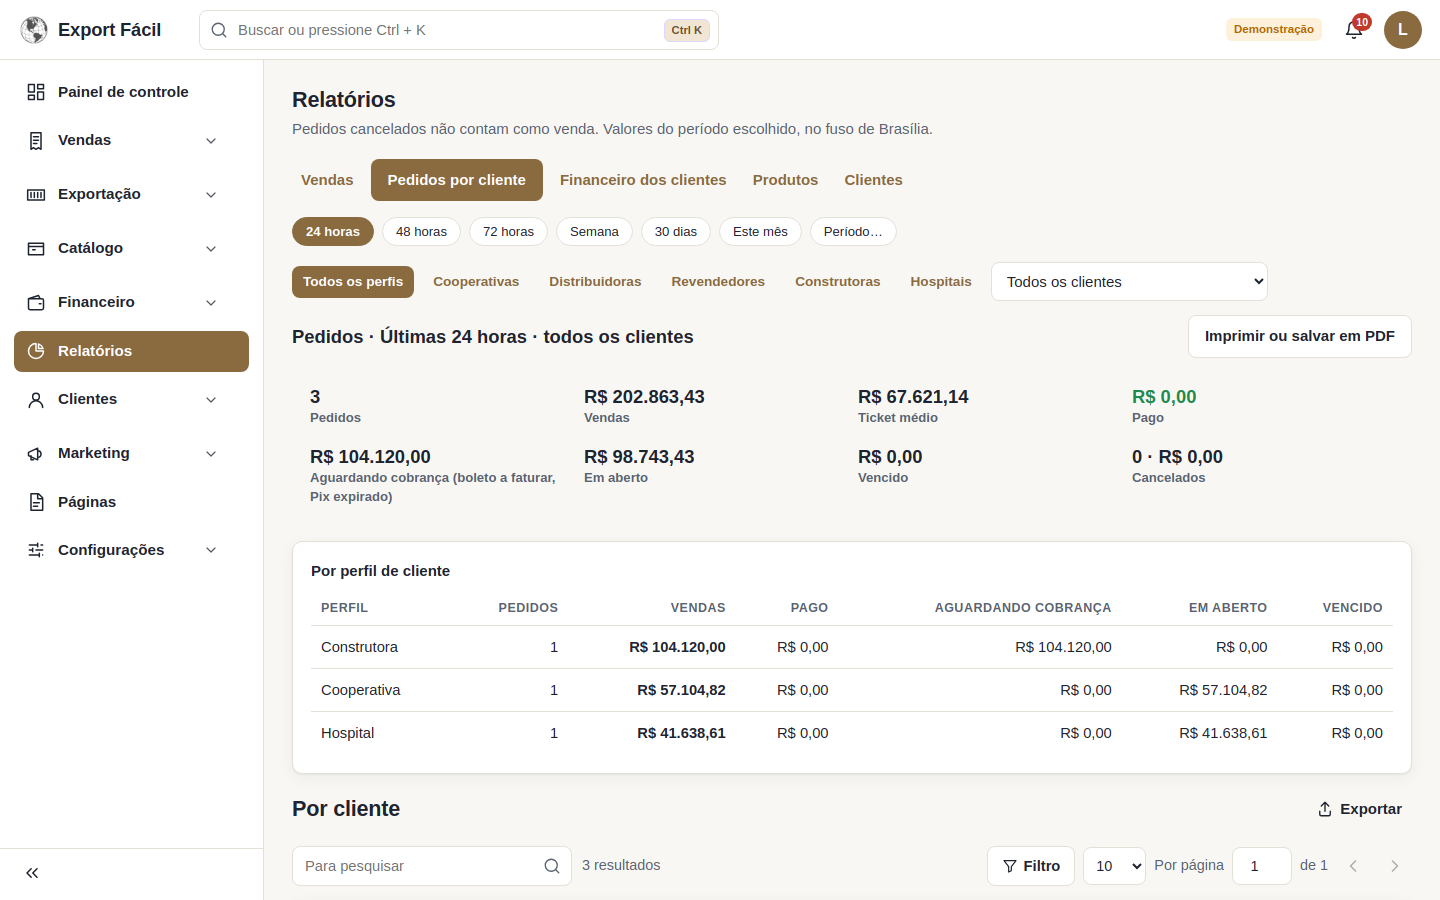 Export Fácil
Buscar ou pressione Ctrl + K
Ctrl K
Demonstração
10
L
Painel de controle
Vendas
Exportação
Catálogo
Financeiro
Relatórios
Clientes
Marketing
Páginas
Configurações
Relatórios
Pedidos cancelados não contam como venda. Valores do período escolhido, no fuso de Brasília.
Vendas Pedidos por cliente Financeiro dos clientes Produtos Clientes
24 horas 48 horas 72 horas Semana 30 dias Este mês Período…
Todos os perfis Cooperativas Distribuidoras Revendedores Construtoras Hospitais Todos os clientes
Pedidos · Últimas 24 horas · todos os clientes
Imprimir ou salvar em PDF
3 R$ 202.863,43 R$ 67.621,14 R$ 0,00
Pedidos Vendas Ticket médio Pago
R$ 104.120,00 R$ 98.743,43 R$ 0,00 0 · R$ 0,00
Aguardando cobrança (boleto a faturar, Em aberto Vencido Cancelados
Pix expirado)
Por perfil de cliente
PERFIL PEDIDOS VENDAS PAGO AGUARDANDO COBRANÇA EM ABERTO VENCIDO
Construtora 1 R$ 104.120,00 R$ 0,00 R$ 104.120,00 R$ 0,00 R$ 0,00
Cooperativa 1 R$ 57.104,82 R$ 0,00 R$ 0,00 R$ 57.104,82 R$ 0,00
Hospital 1 R$ 41.638,61 R$ 0,00 R$ 0,00 R$ 41.638,61 R$ 0,00
Por cliente
Exportar
Para pesquisar
3 resultados
Filtro
10
Por página
1
de 1